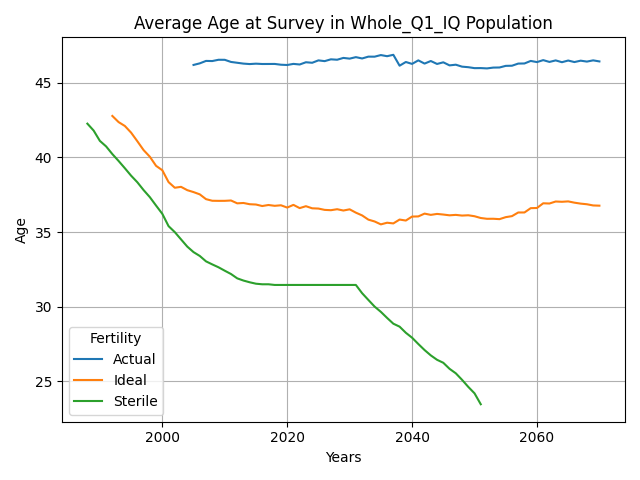 Average Age at Survey in Whole_Q1_IQ Population
Age
45
40
35
30
25
Fertility
Actual
Ideal
Sterile
2000
2020
2040
2060
Years